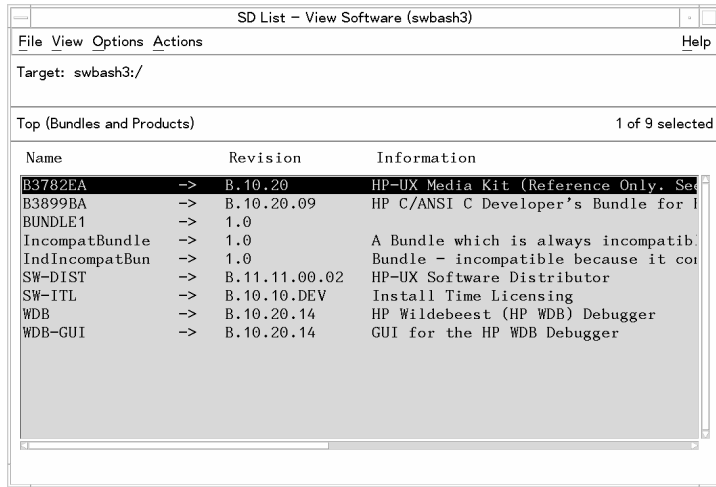 SD List - View Software (swbash3)
File View Options Actions Help
Target: swbash3:/
Top (Bundles and Products) 1 of 9 selected
Name Revision Information
B3782EA -> B.10.20 HP-UX Media Kit (Reference Only. See
B3899BA -> B.10.20.09 HP C/ANSI C Developer's Bundle for
BUNDLE1 -> 1.0
IncompatBundle -> 1.0 A Bundle which is always incompatib
IndIncompatBun -> 1.0 Bundle - incompatible because it con
SW-DIST -> B.11.11.00.02 HP-UX Software Distributor
SW-ITL -> B.10.10.DEV Install Time Licensing
WDB -> B.10.20.14 HP Wildebeest (HP WDB) Debugger
WDB-GUI -> B.10.20.14 GUI for the HP WDB Debugger